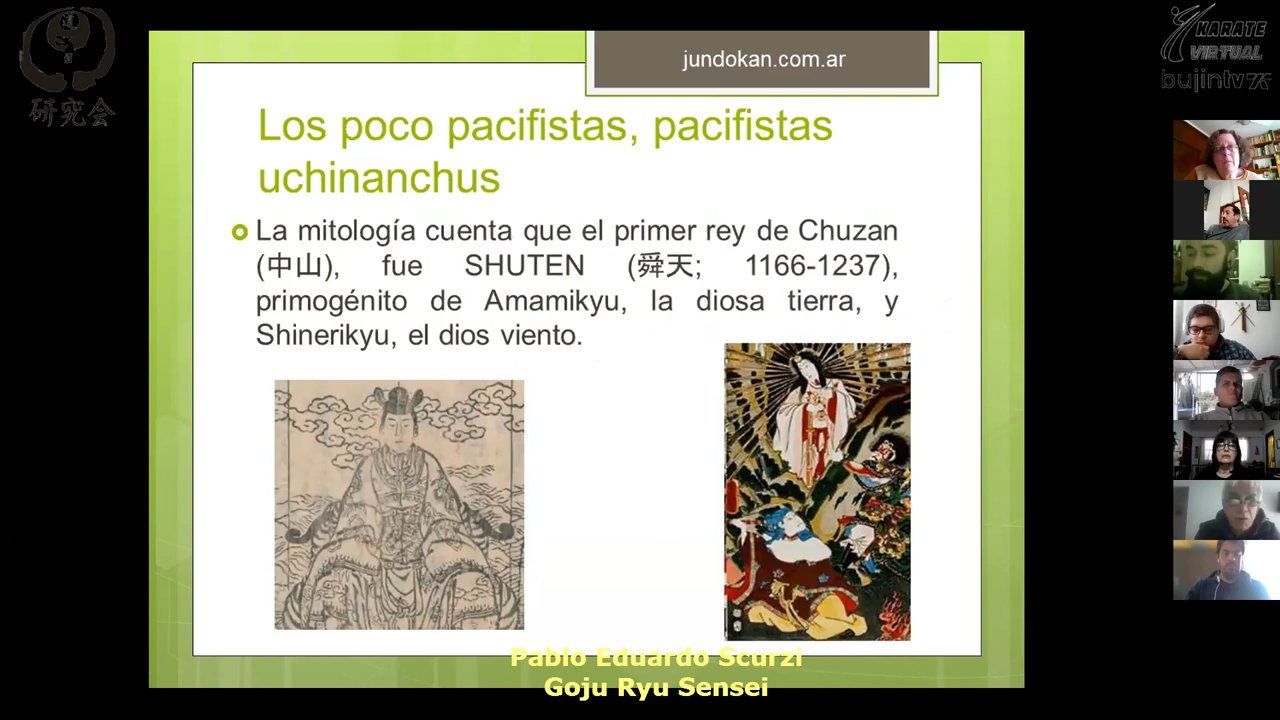 研究会
KARATE
VIRTUAL
bujintv
jundokan.com.ar
Los poco pacifistas, pacifistas
uchinanchus
La mitología cuenta que el primer rey de Chuzan
(中山), fue SHUTEN (舜天; 1166-1237),
primogénito de Amamikyu, la diosa tierra, y
Shinerikyu, el dios viento.
Pablo Eduardo Scurzi
Goju Ryu Sensei